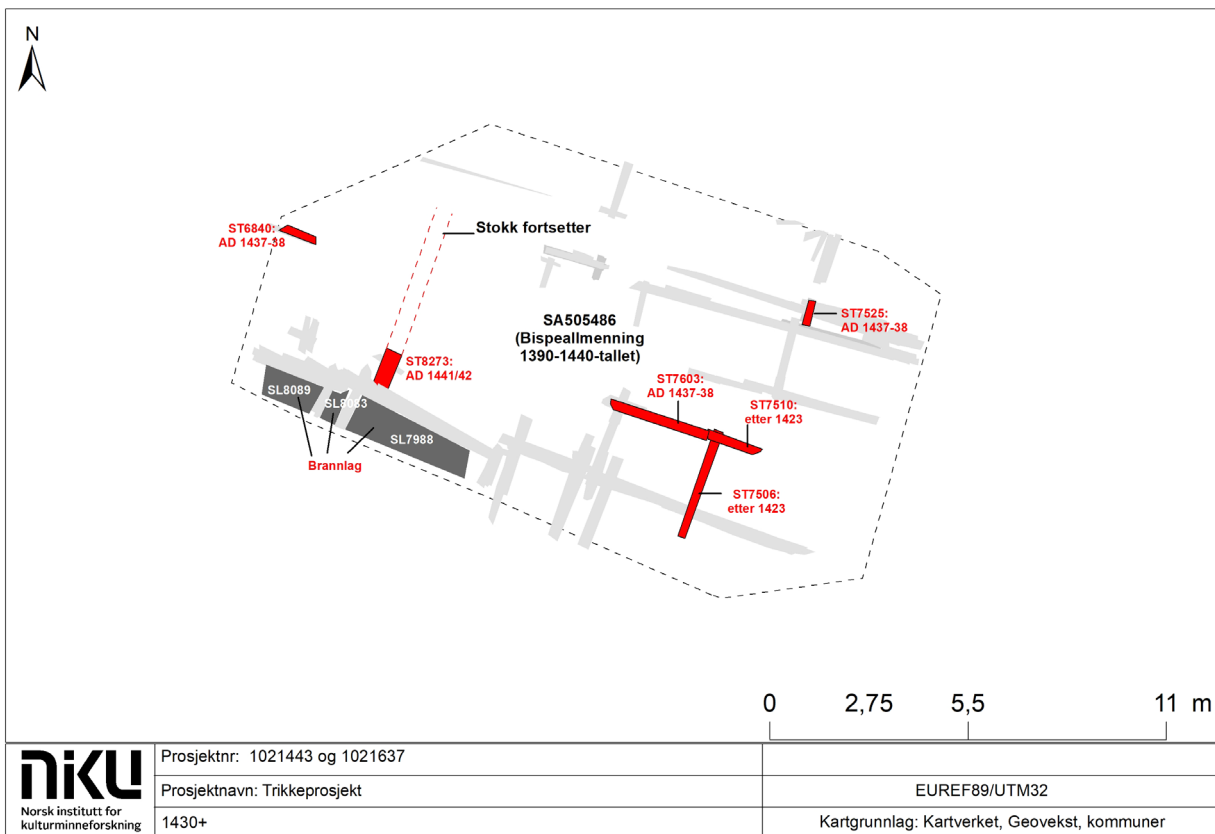 N
Stokk fortsetter
ST6840:
AD 1437-38
ST7525:
AD 1437-38
SA505486
(Bispeallmenning
1390-1440-tallet)
ST8273:
AD 1441/42
ST7603:
AD 1437-38
ST7510:
etter 1423
SL8089
SL8083
SL7988
Brannlag
ST7506:
etter 1423
0 2,75 5,5 11 m
NIKU
Norsk institutt for
kulturminneforskning
Prosjektnr: 1021443 og 1021637
Prosjektnavn: Trikkeprosjekt
1430+
EUREF89/UTM32
Kartgrunnlag: Kartverket, Geovekst, kommuner